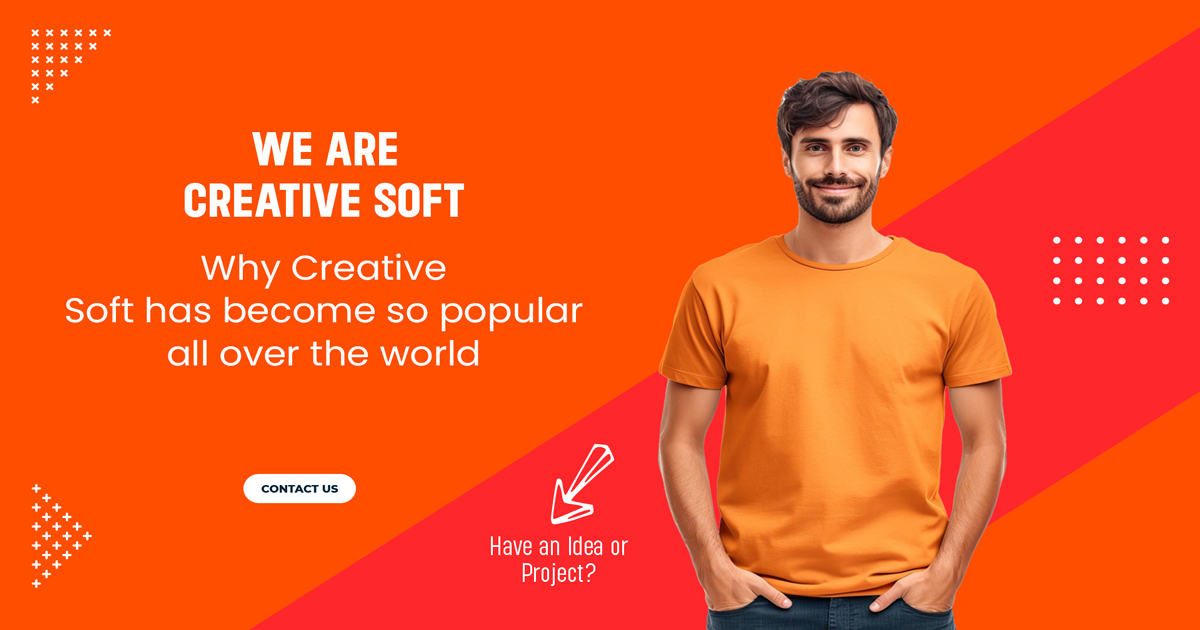 WE ARE
CREATIVE SOFT
Why Creative
Soft has become so popular
all over the world
CONTACT US
Have an Idea or
Project?